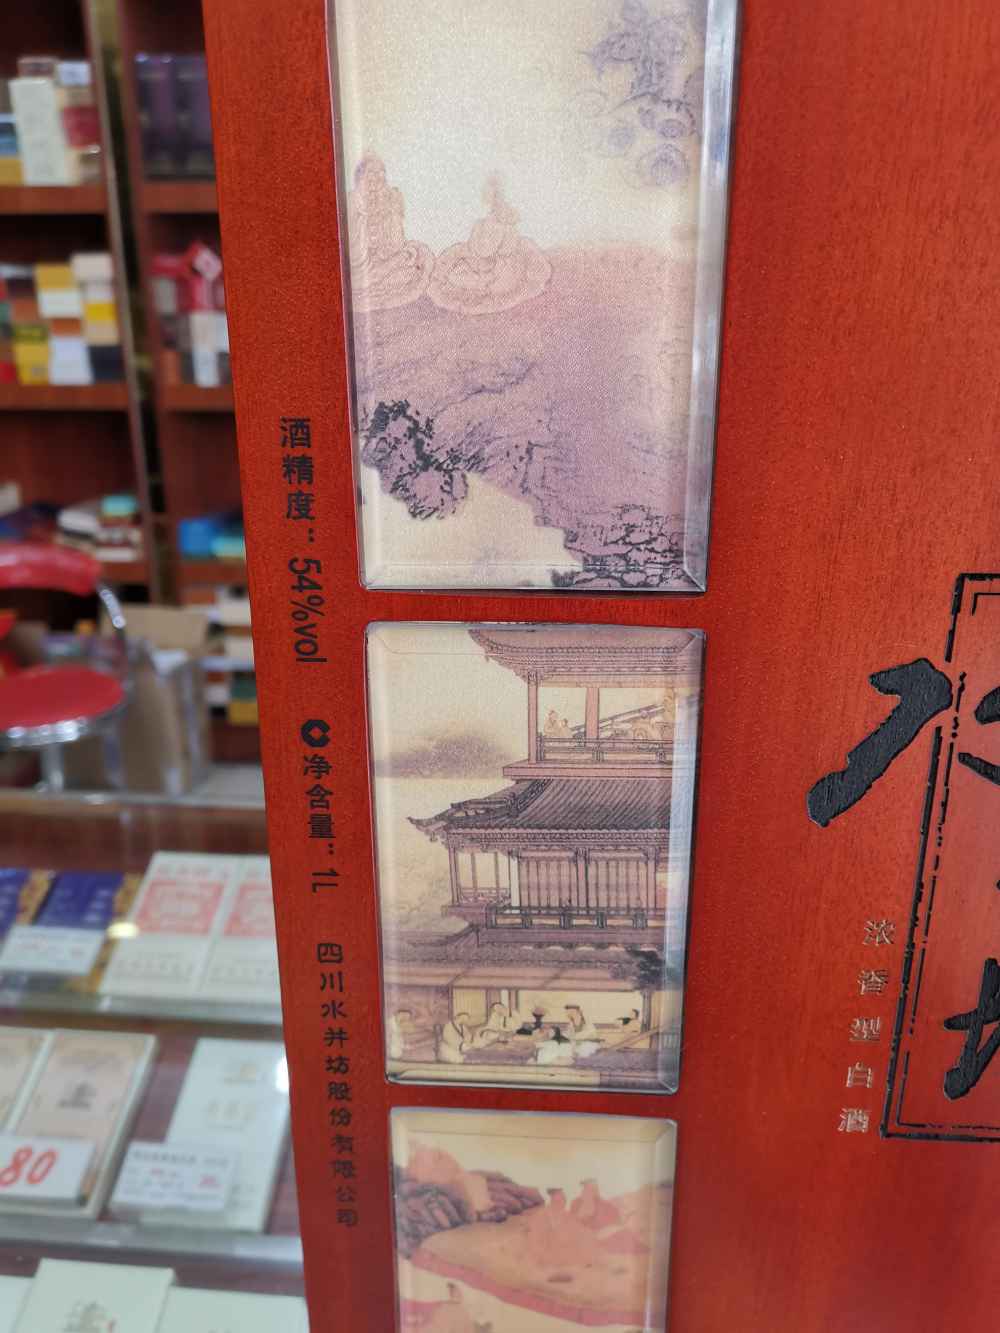 酒精度：54%vol
净含量：1L
四川水井坊股份有限公司
浓香型白酒
80